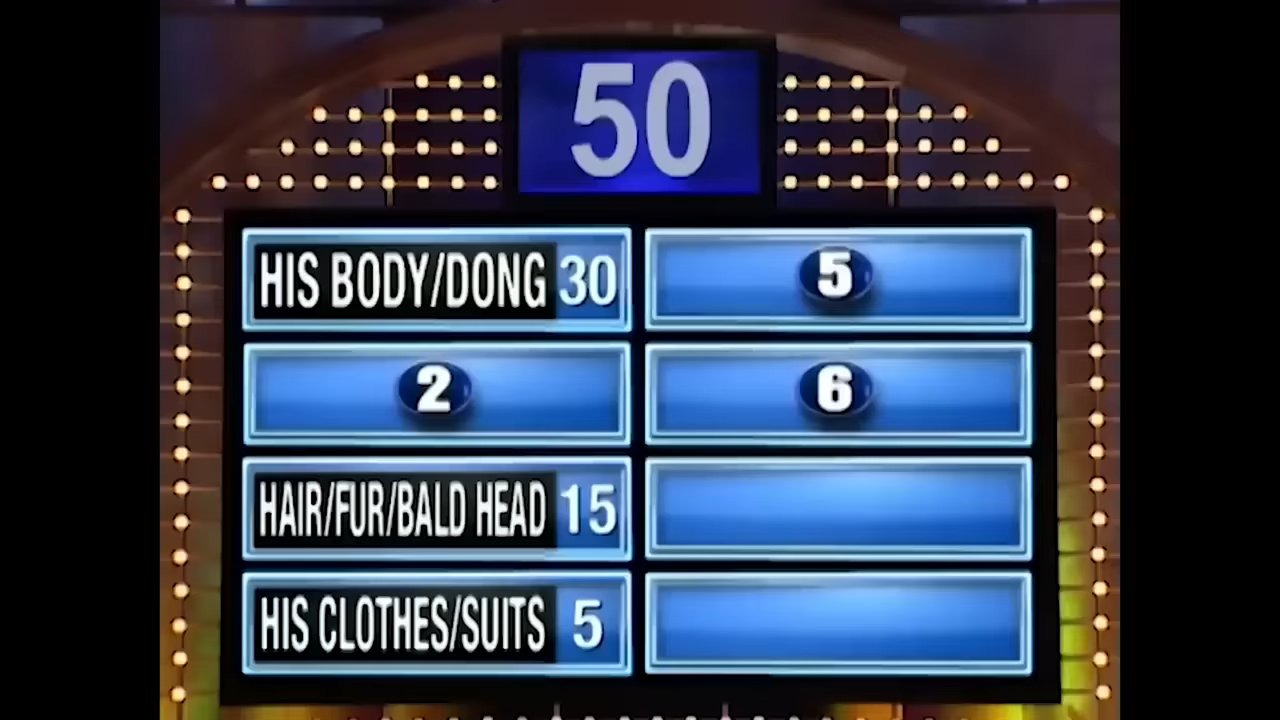 50
HIS BODY/DONG 30
5
2
6
HAIR/FUR/BALD HEAD 15
HIS CLOTHES/SUITS 5